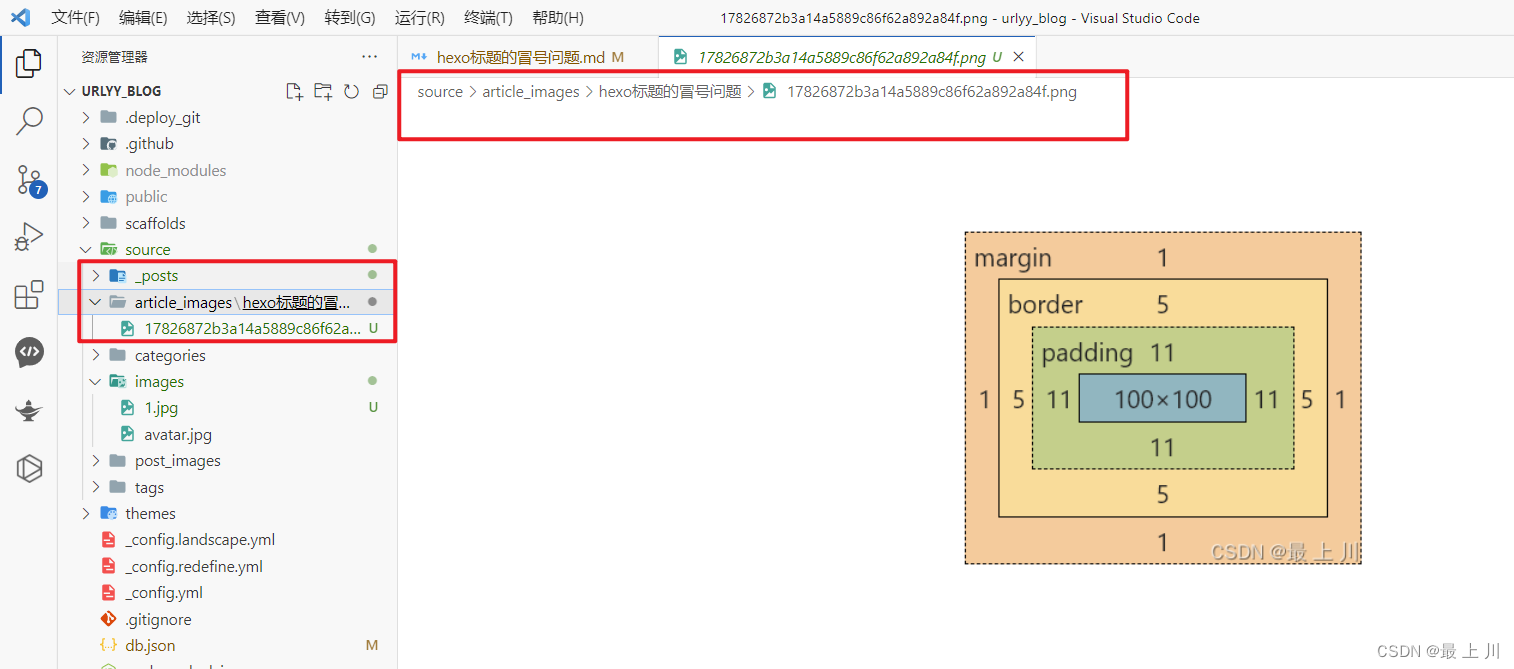 文件(F) 编辑(E) 选择(S) 查看(V) 转到(G) 运行(R) 终端(T) 帮助(H) 17826872b3a14a5889c86f62a892a84f.png - urlyy_blog - Visual Studio Code
资源管理器 ···
hexo标题的冒号问题.md M
17826872b3a14a5889c86f62a892a84f.png U
source > article_images > hexo标题的冒号问题 > 17826872b3a14a5889c86f62a892a84f.png
URLYY_BLOG
.deploy_git
.github
node_modules
public
7
scaffolds
source
_posts
article_images\hexo标题的冒...
17826872b3a14a5889c86f62a... U
categories
images
1.jpg U
avatar.jpg
post_images
tags
themes
_config.landscape.yml
_config.redefine.yml
_config.yml
.gitignore
db.json M
margin 1
border 5
padding 11
1 5 11 100×100 11 5 1
11
5
1
CSDN @最 上 川
CSDN @最 上 川